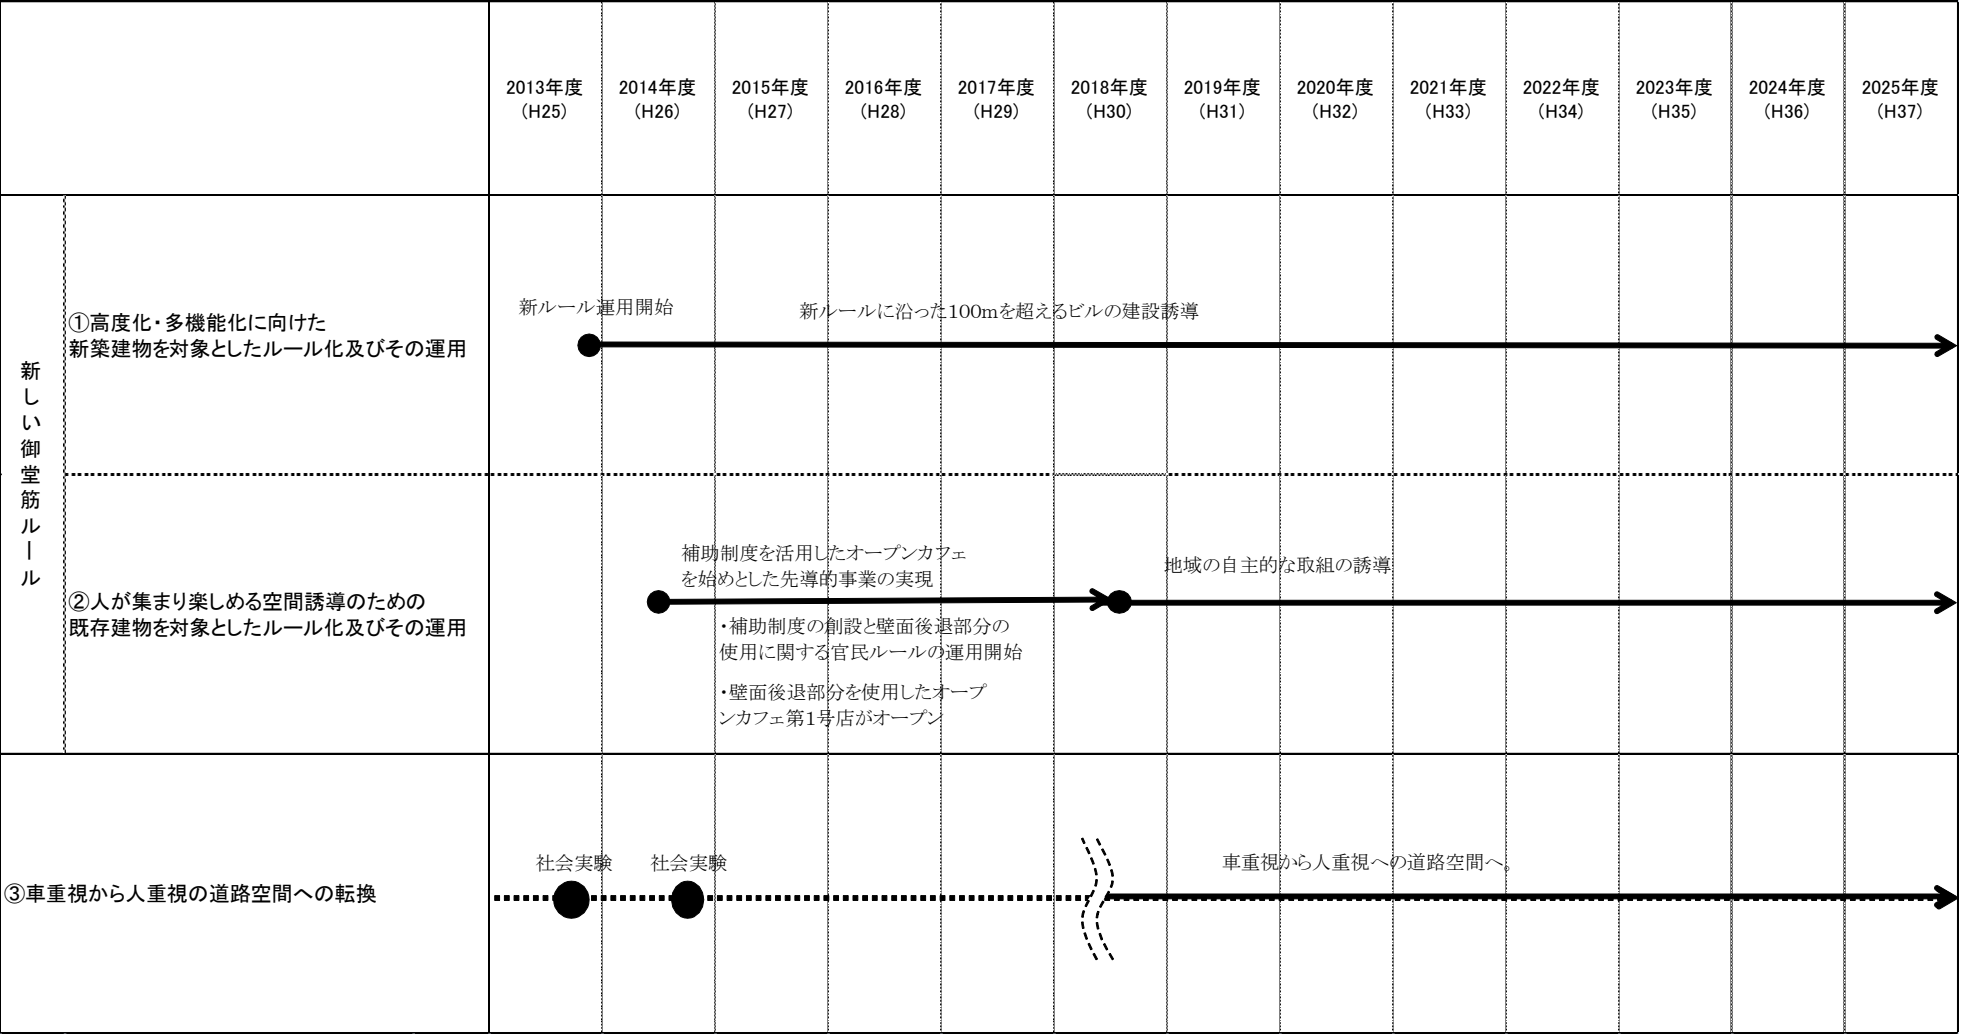 2013年度
(H25)
2014年度
(H26)
2015年度
(H27)
2016年度
(H28)
2017年度
(H29)
2018年度
(H30)
2019年度
(H31)
2020年度
(H32)
2021年度
(H33)
2022年度
(H34)
2023年度
(H35)
2024年度
(H36)
2025年度
(H37)
新しい御堂筋ルール
①高度化・多機能化に向けた
新築建物を対象としたルール化及びその運用
新ルール運用開始
新ルールに沿った100mを超えるビルの建設誘導
②人が集まり楽しめる空間誘導のための
既存建物を対象としたルール化及びその運用
補助制度を活用したオープンカフェ
を始めとした先導的事業の実現
地域の自主的な取組の誘導
・補助制度の創設と壁面後退部分の
使用に関する官民ルールの運用開始
・壁面後退部分を使用したオープ
ンカフェ第1号店がオープン
③車重視から人重視の道路空間への転換
社会実験
社会実験
車重視から人重視への道路空間へ。